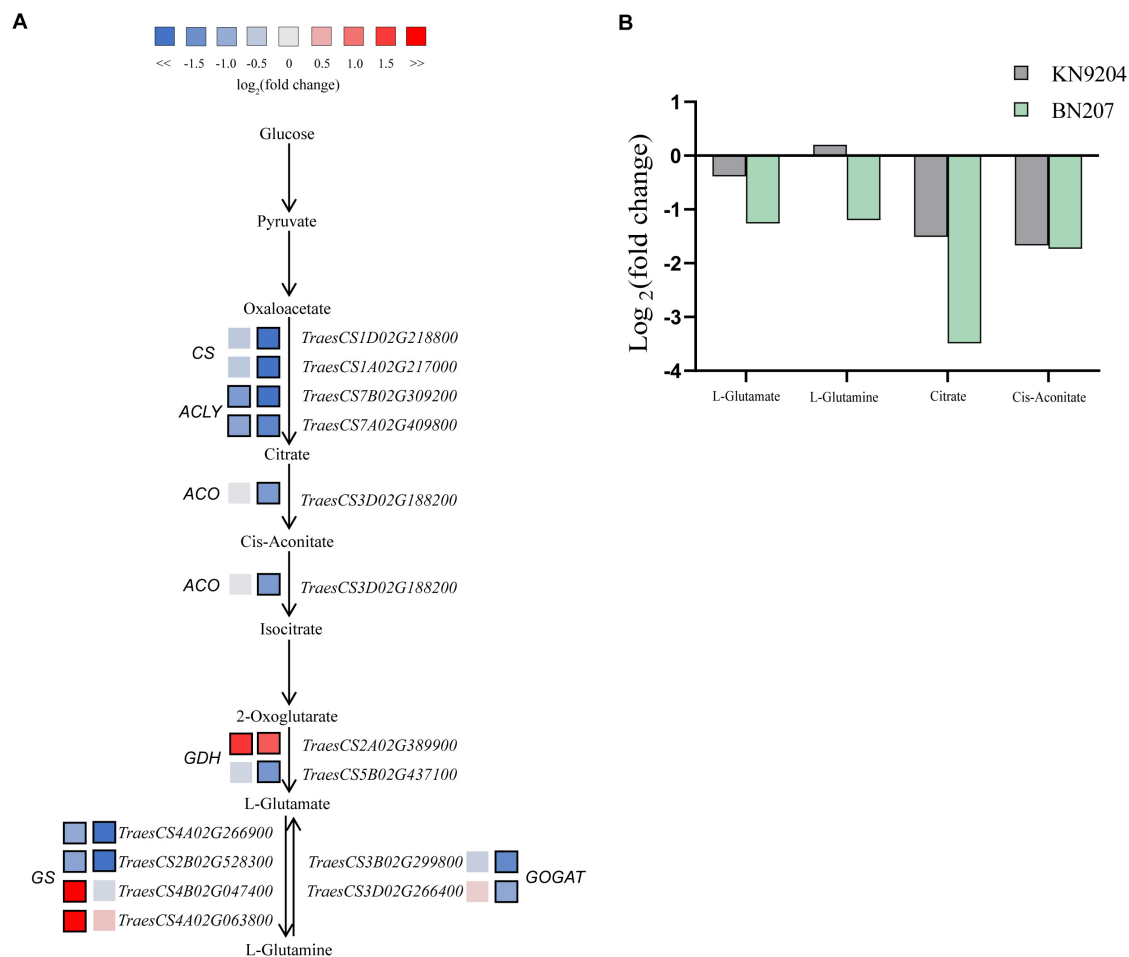 A
<< -1.5 -1.0 -0.5 0 0.5 1.0 1.5 >>
log2(fold change)
Glucose
Pyruvate
Oxaloacetate
CS
TraesCS1D02G218800
TraesCS1A02G217000
ACLY
TraesCS7B02G309200
TraesCS7A02G409800
Citrate
ACO
TraesCS3D02G188200
Cis-Aconitate
ACO
TraesCS3D02G188200
Isocitrate
2-Oxoglutarate
GDH
TraesCS2A02G389900
TraesCS5B02G437100
L-Glutamate
GS
TraesCS4A02G266900
TraesCS2B02G528300
TraesCS4B02G047400
TraesCS4A02G063800
TraesCS3B02G299800
TraesCS3D02G266400
GOGAT
L-Glutamine
B
KN9204
BN207
Log 2(fold change)
1
0
-1
-2
-3
-4
L-Glutamate L-Glutamine Citrate Cis-Aconitate